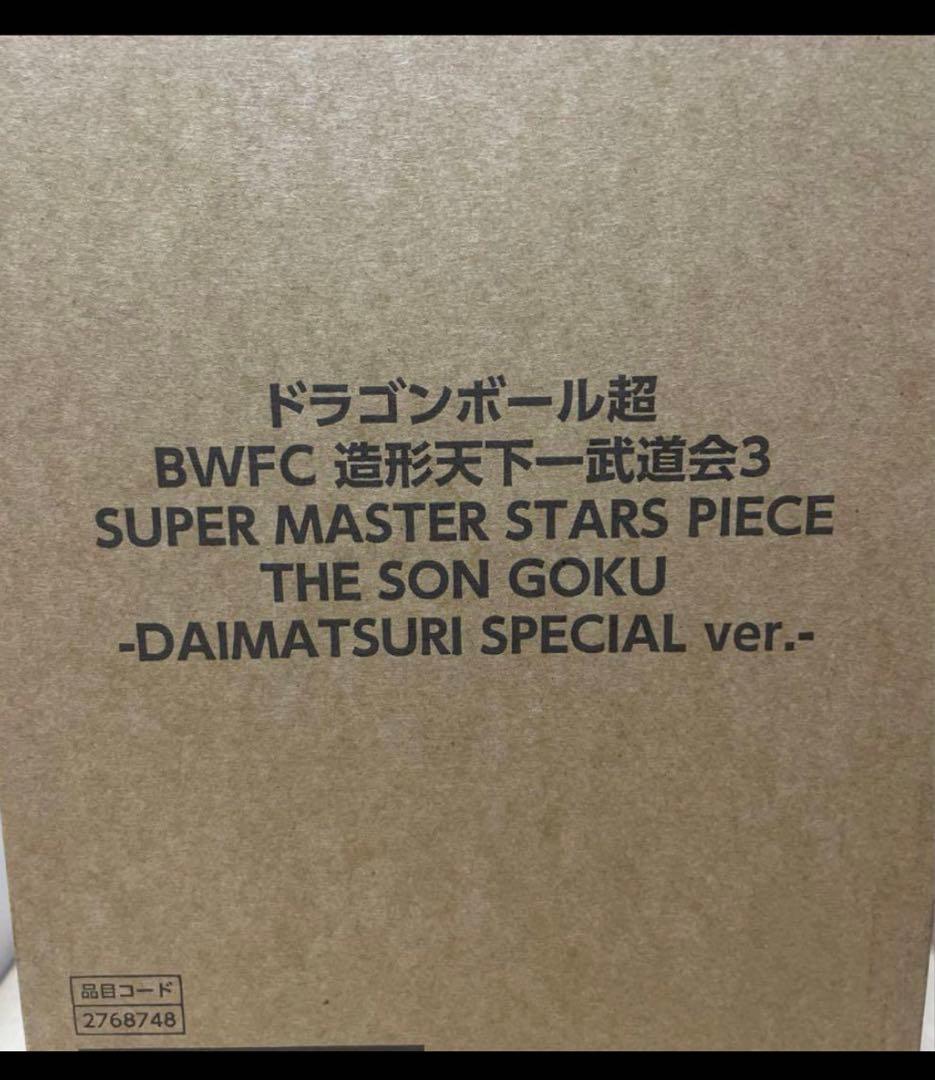 ドラゴンボール超
BWFC 造形天下一武道会3
SUPER MASTER STARS PIECE
THE SON GOKU
-DAIMATSURI SPECIAL ver.-
品目コード
2768748